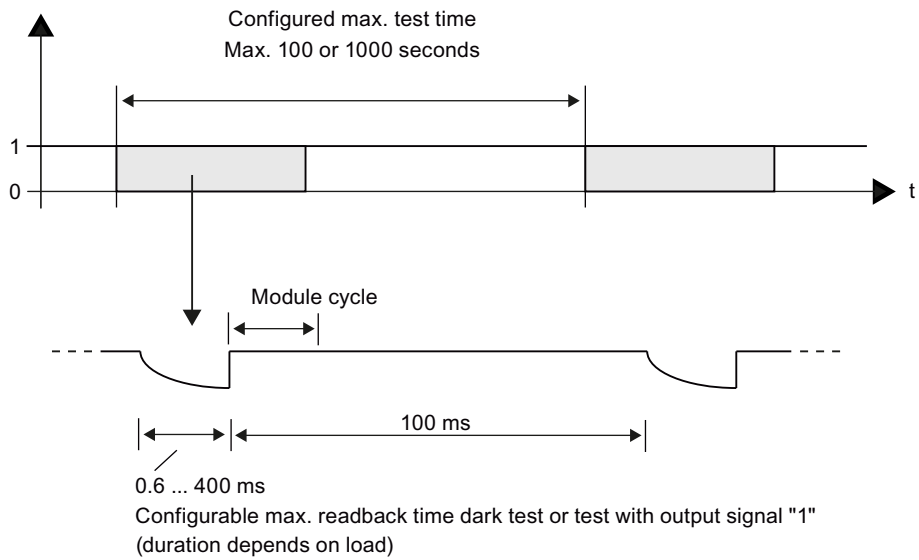 Configured max. test time
Max. 100 or 1000 seconds
1
0
t
Module cycle
100 ms
0.6 ... 400 ms
Configurable max. readback time dark test or test with output signal "1"
(duration depends on load)